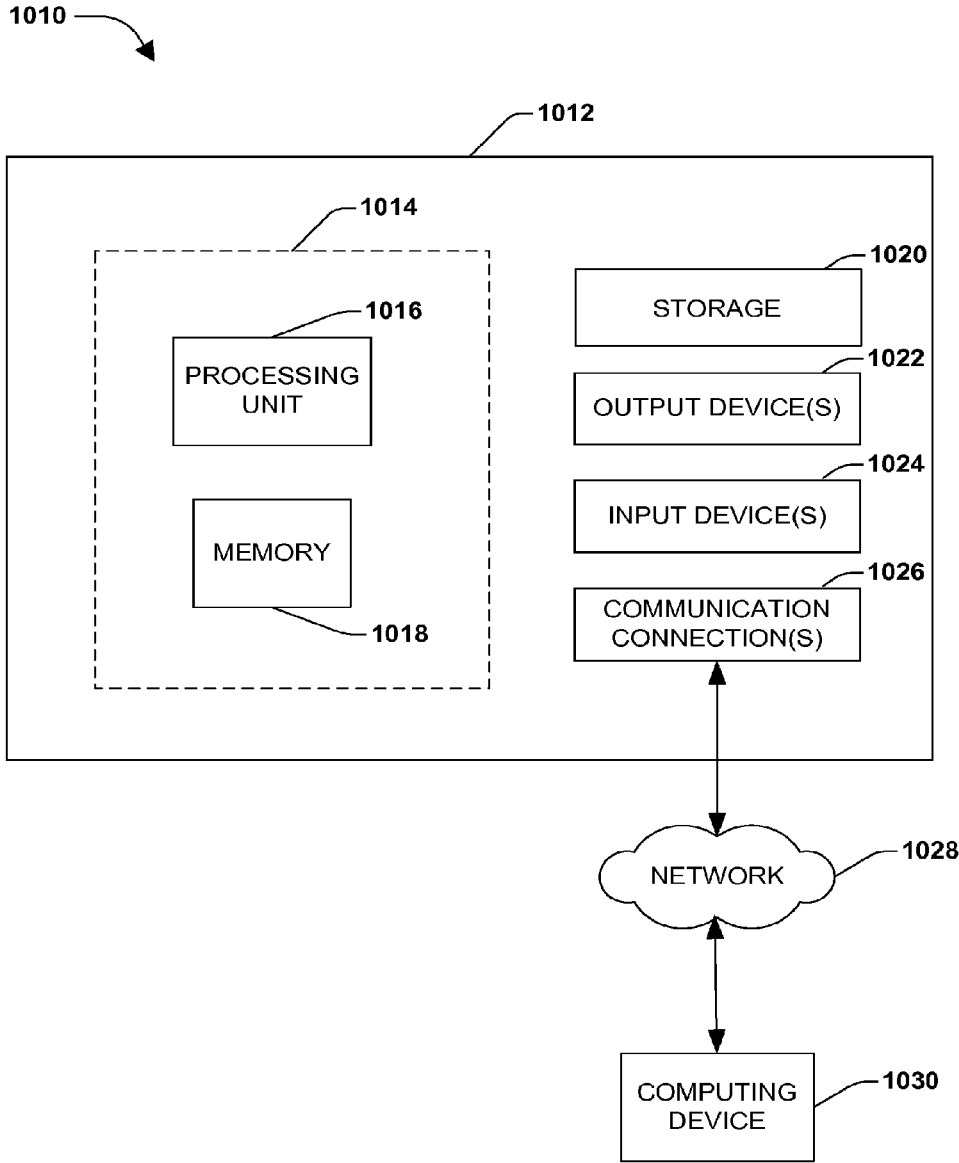 1010
1012
1014
1016
PROCESSING
UNIT
MEMORY
1018
1020
STORAGE
1022
OUTPUT DEVICE(S)
1024
INPUT DEVICE(S)
1026
COMMUNICATION
CONNECTION(S)
NETWORK
1028
COMPUTING
DEVICE
1030